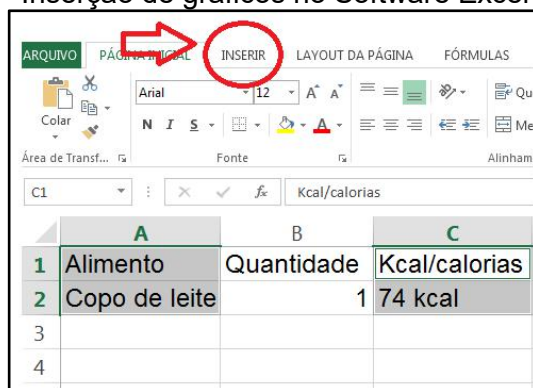 Inserção de gráficos no Software Excel
ARQUIVO PÁGINA INICIAL INSERIR LAYOUT DA PÁGINA FÓRMULAS
Arial 12 A A Qu
Colar N I S A Me
Área de Transf... Fonte Alinham
C1 fx Kcal/calorias
A B C
1 Alimento Quantidade Kcal/calorias
2 Copo de leite 1 74 kcal
3
4